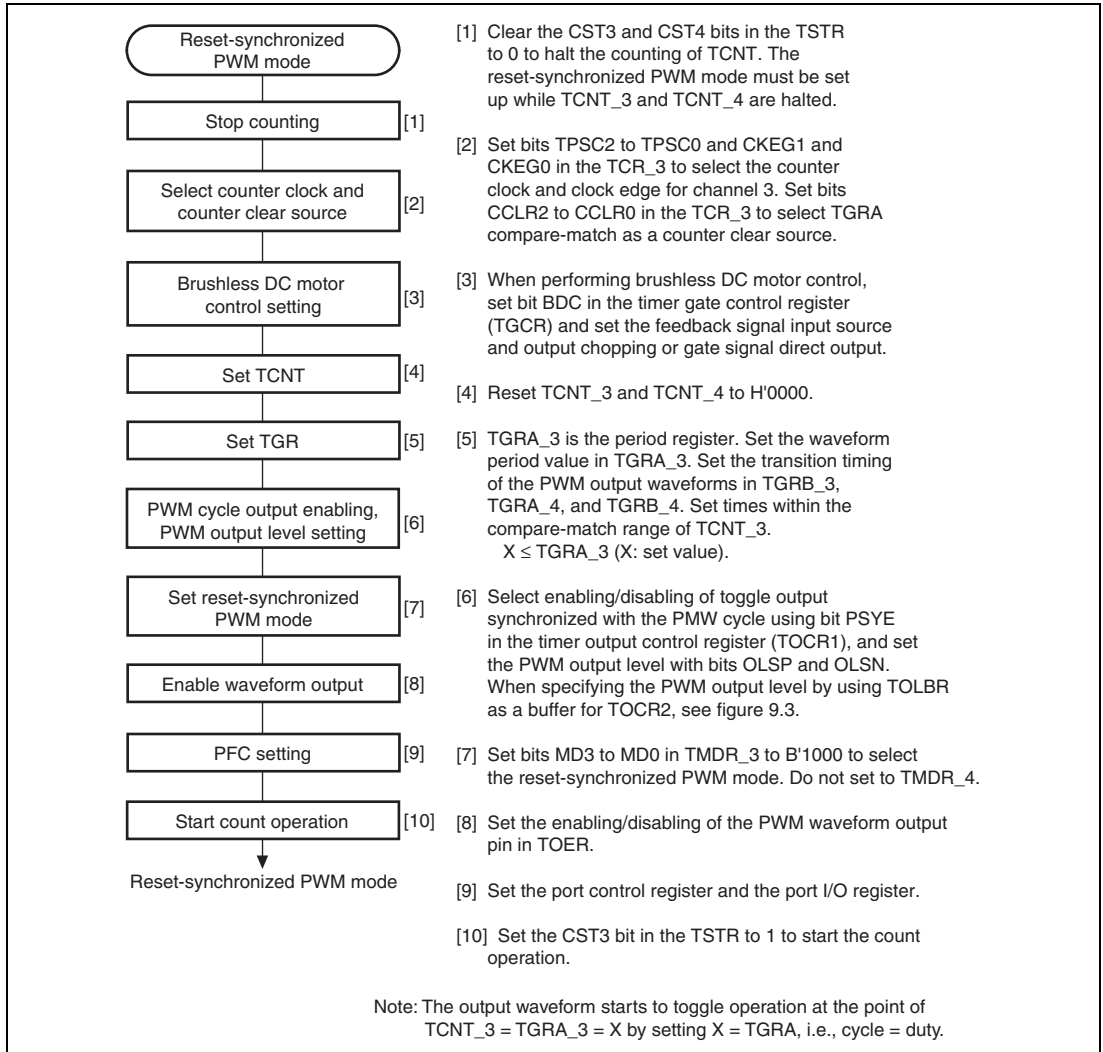 Reset-synchronized
PWM mode
Stop counting
[1]
Select counter clock and
counter clear source
[2]
Brushless DC motor
control setting
[3]
Set TCNT
[4]
Set TGR
[5]
PWM cycle output enabling,
PWM output level setting
[6]
Set reset-synchronized
PWM mode
[7]
Enable waveform output
[8]
PFC setting
[9]
Start count operation
[10]
Reset-synchronized PWM mode
[1] Clear the CST3 and CST4 bits in the TSTR
to 0 to halt the counting of TCNT. The
reset-synchronized PWM mode must be set
up while TCNT_3 and TCNT_4 are halted.
[2] Set bits TPSC2 to TPSC0 and CKEG1 and
CKEG0 in the TCR_3 to select the counter
clock and clock edge for channel 3. Set bits
CCLR2 to CCLR0 in the TCR_3 to select TGRA
compare-match as a counter clear source.
[3] When performing brushless DC motor control,
set bit BDC in the timer gate control register
(TGCR) and set the feedback signal input source
and output chopping or gate signal direct output.
[4] Reset TCNT_3 and TCNT_4 to H'0000.
[5] TGRA_3 is the period register. Set the waveform
period value in TGRA_3. Set the transition timing
of the PWM output waveforms in TGRB_3,
TGRA_4, and TGRB_4. Set times within the
compare-match range of TCNT_3.
X ≤ TGRA_3 (X: set value).
[6] Select enabling/disabling of toggle output
synchronized with the PMW cycle using bit PSYE
in the timer output control register (TOCR1), and set
the PWM output level with bits OLSP and OLSN.
When specifying the PWM output level by using TOLBR
as a buffer for TOCR2, see figure 9.3.
[7] Set bits MD3 to MD0 in TMDR_3 to B'1000 to select
the reset-synchronized PWM mode. Do not set to TMDR_4.
[8] Set the enabling/disabling of the PWM waveform output
pin in TOER.
[9] Set the port control register and the port I/O register.
[10] Set the CST3 bit in the TSTR to 1 to start the count
operation.
Note: The output waveform starts to toggle operation at the point of
TCNT_3 = TGRA_3 = X by setting X = TGRA, i.e., cycle = duty.